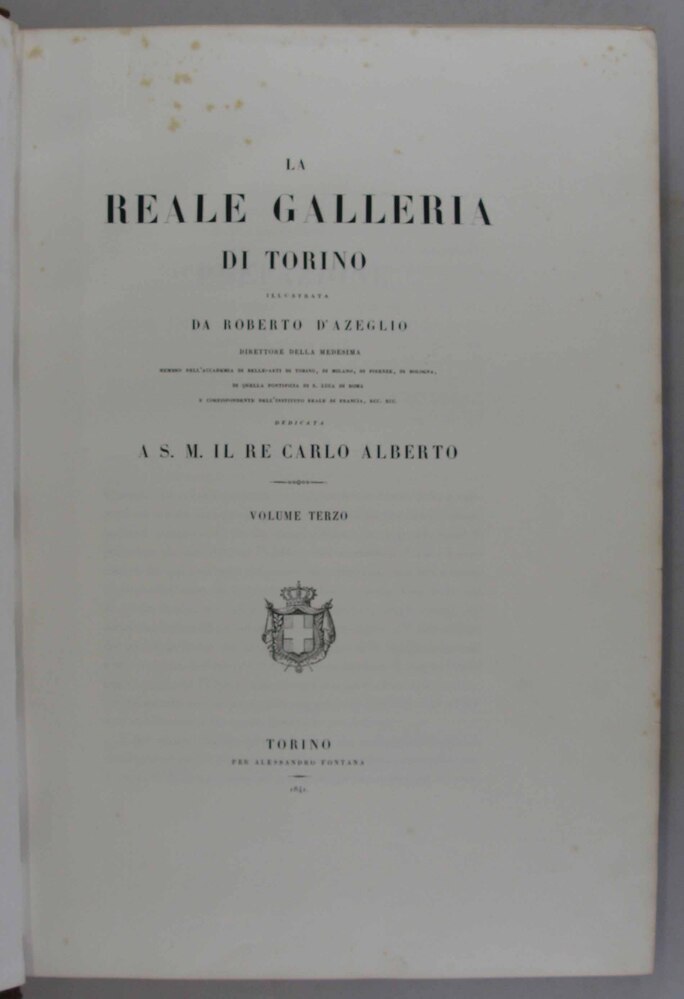 LA
REALE GALLERIA
DI TORINO
ILLUSTRATA
DA ROBERTO D'AZEGLIO
DIRETTORE DELLA MEDESIMA
MEMBRO DELL'ACCADEMIA DI BELLE-ARTI DI TORINO, DI MILANO, DI FIRENZE, DI BOLOGNA,
DI QUELLA PONTIFICIA DI S. LUCA DI ROMA
E CORRISPONDENTE DELL'INSTITUTO REALE DI FRANCIA, ECC. ECC.
DEDICATA
A S. M. IL RE CARLO ALBERTO
VOLUME TERZO
TORINO
PER ALESSANDRO FONTANA
1841